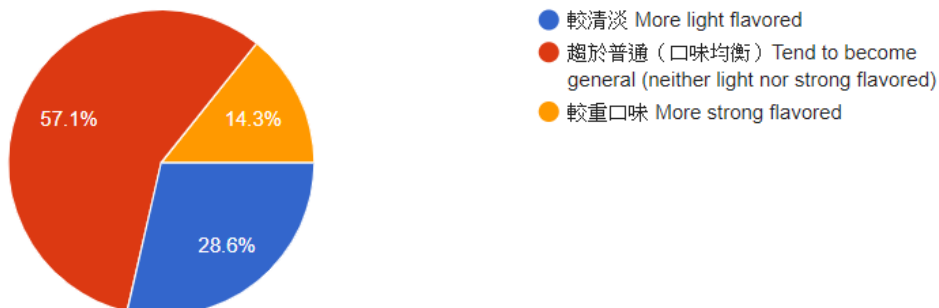 較清淡 More light flavored
趨於普通（口味均衡）Tend to become
general (neither light nor strong flavored)
較重口味 More strong flavored
57.1%
14.3%
28.6%